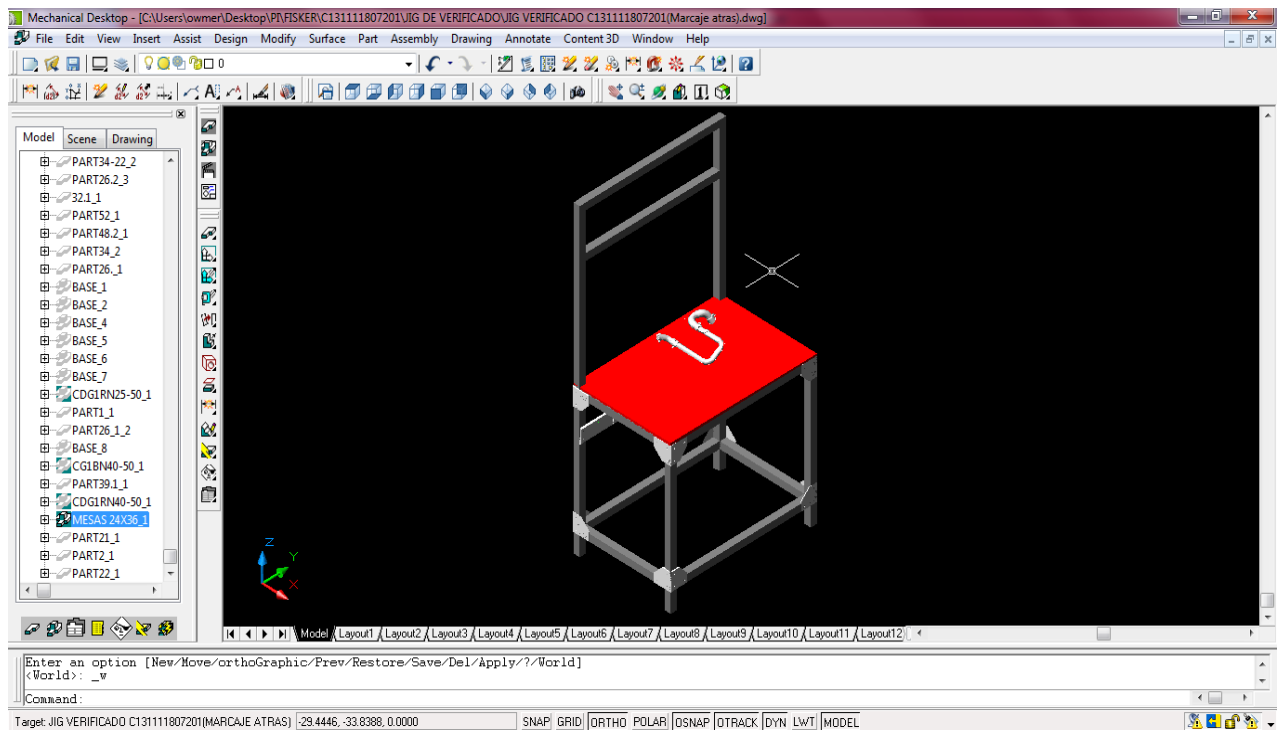 Mechanical Desktop - [C:\Users\owmer\Desktop\PI\FISKER\C131111807201\JIG DE VERIFICADO\JIG VERIFICADO C131111807201(Marcaje atras).dwg]
File Edit View Insert Assist Design Modify Surface Part Assembly Drawing Annotate Content 3D Window Help
0
Model Scene Drawing
PART34-22_2
PART26.2_3
32.1_1
PART52_1
PART48.2_1
PART34_2
PART26._1
BASE_1
BASE_2
BASE_4
BASE_5
BASE_6
BASE_7
CDG1RN25-50_1
PART1_1
PART26_1_2
BASE_8
CG1BN40-50_1
PART39.1_1
CDG1RN40-50_1
MESAS 24X36_1
PART21_1
PART2_1
PART22_1
Z
Y
X
Model Layout1 Layout2 Layout3 Layout4 Layout5 Layout6 Layout7 Layout8 Layout9 Layout10 Layout11 Layout12
Enter an option [New/Move/orthoGraphic/Prev/Restore/Save/Del/Apply/?/World]
<World>: _w
Command:
Target: JIG VERIFICADO C131111807201(MARCAJE ATRAS) -29.4446, -33.8388, 0.0000 SNAP GRID ORTHO POLAR OSNAP OTRACK DYN LWT MODEL